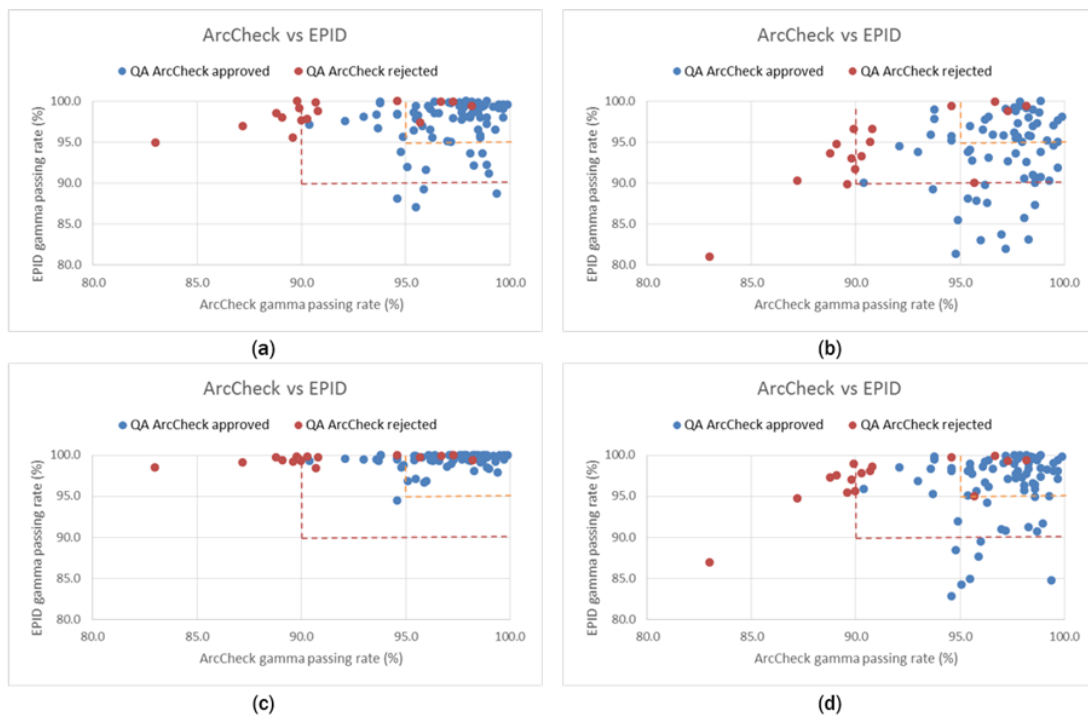 ArcCheck vs EPID
QA ArcCheck approved QA ArcCheck rejected
100.0
95.0
90.0
85.0
80.0
EPID gamma passing rate (%)
80.0 85.0 90.0 95.0 100.0
ArcCheck gamma passing rate (%)
(a)
ArcCheck vs EPID
QA ArcCheck approved QA ArcCheck rejected
100.0
95.0
90.0
85.0
80.0
EPID gamma passing rate (%)
80.0 85.0 90.0 95.0 100.0
ArcCheck gamma passing rate (%)
(b)
ArcCheck vs EPID
QA ArcCheck approved QA ArcCheck rejected
100.0
95.0
90.0
85.0
80.0
EPID gamma passing rate (%)
80.0 85.0 90.0 95.0 100.0
ArcCheck gamma passing rate (%)
(c)
ArcCheck vs EPID
QA ArcCheck approved QA ArcCheck rejected
100.0
95.0
90.0
85.0
80.0
EPID gamma passing rate (%)
80.0 85.0 90.0 95.0 100.0
ArcCheck gamma passing rate (%)
(d)